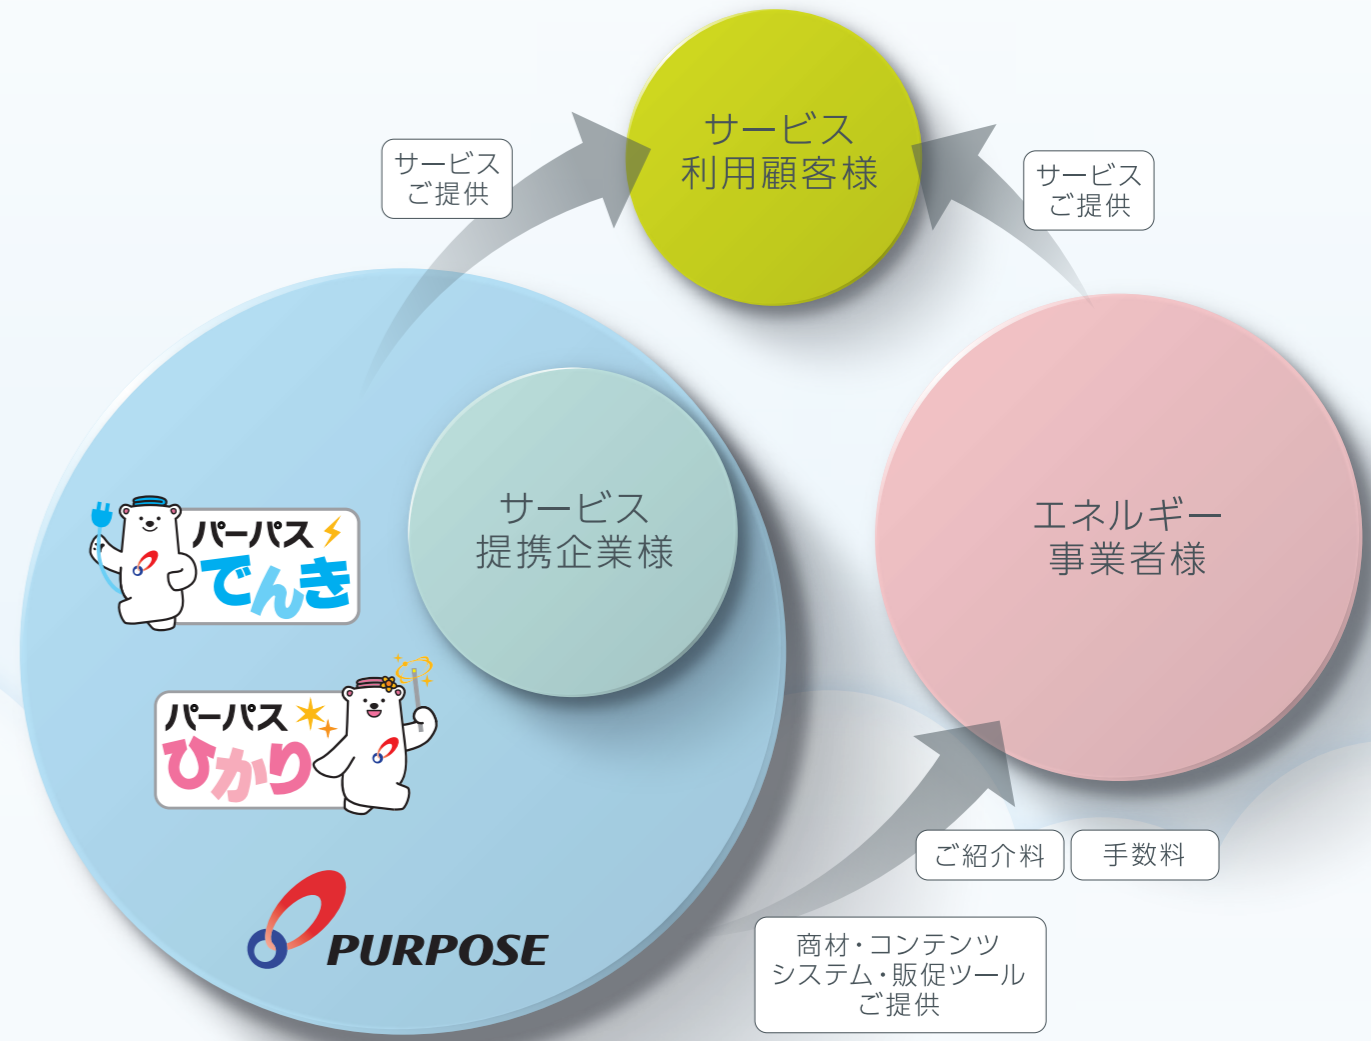 サービス
利用顧客様
サービス
ご提供
サービス
ご提供
サービス
提携企業様
エネルギー
事業者様
パーパス
でんき
パーパス
ひかり
PURPOSE
ご紹介料
手数料
商材・コンテンツ
システム・販促ツール
ご提供